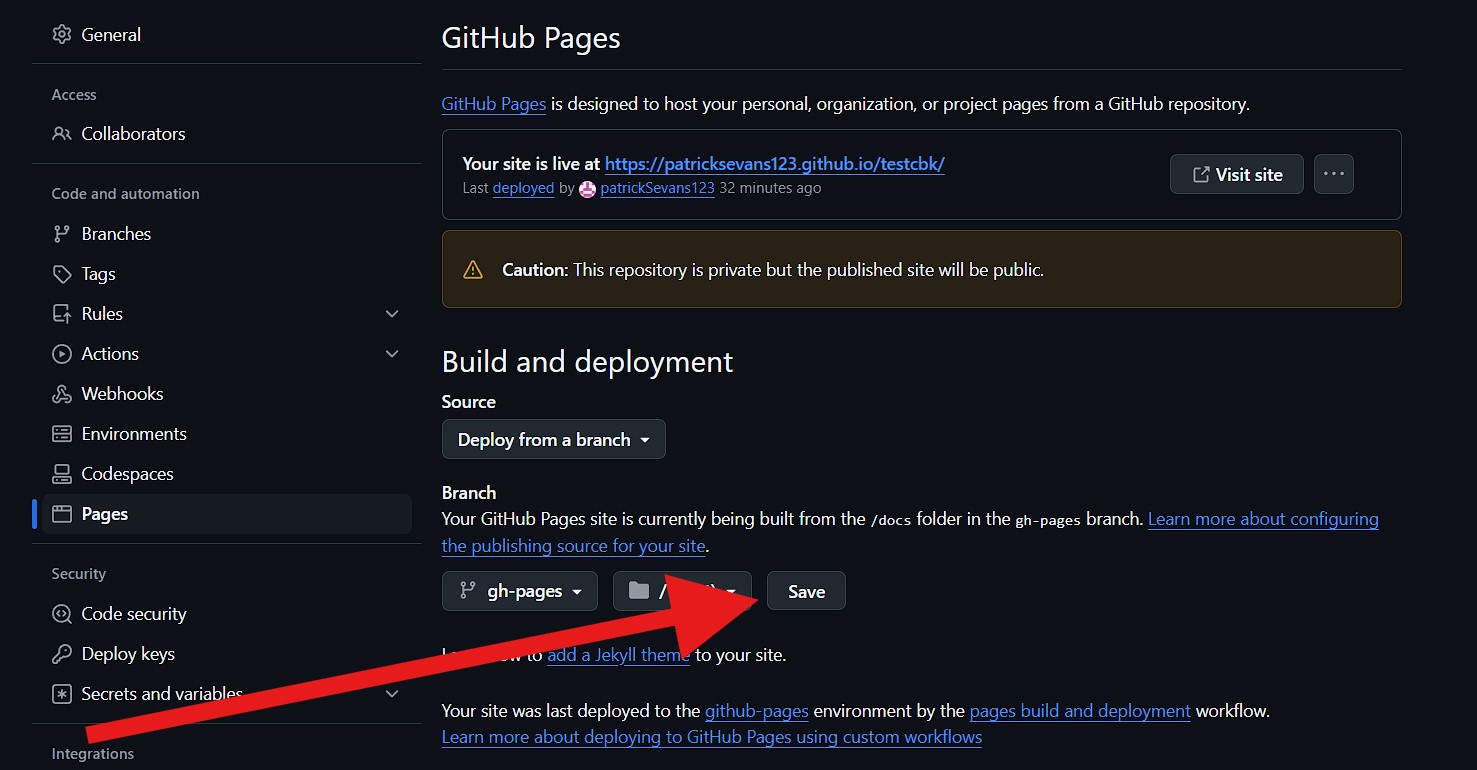 General
Access
Collaborators
Code and automation
Branches
Tags
Rules
Actions
Webhooks
Environments
Codespaces
Pages
Security
Code security
Deploy keys
Secrets and variables
Integrations
GitHub Pages
GitHub Pages is designed to host your personal, organization, or project pages from a GitHub repository.
Your site is live at https://patricksevans123.github.io/testcbk/
Visit site
Last deployed by patrickSevans123 32 minutes ago
Caution: This repository is private but the published site will be public.
Build and deployment
Source
Deploy from a branch
Branch
Your GitHub Pages site is currently being built from the /docs folder in the gh-pages branch. Learn more about configuring
the publishing source for your site.
gh-pages / Save
to add a Jekyll theme to your site.
Your site was last deployed to the github-pages environment by the pages build and deployment workflow.
Learn more about deploying to GitHub Pages using custom workflows